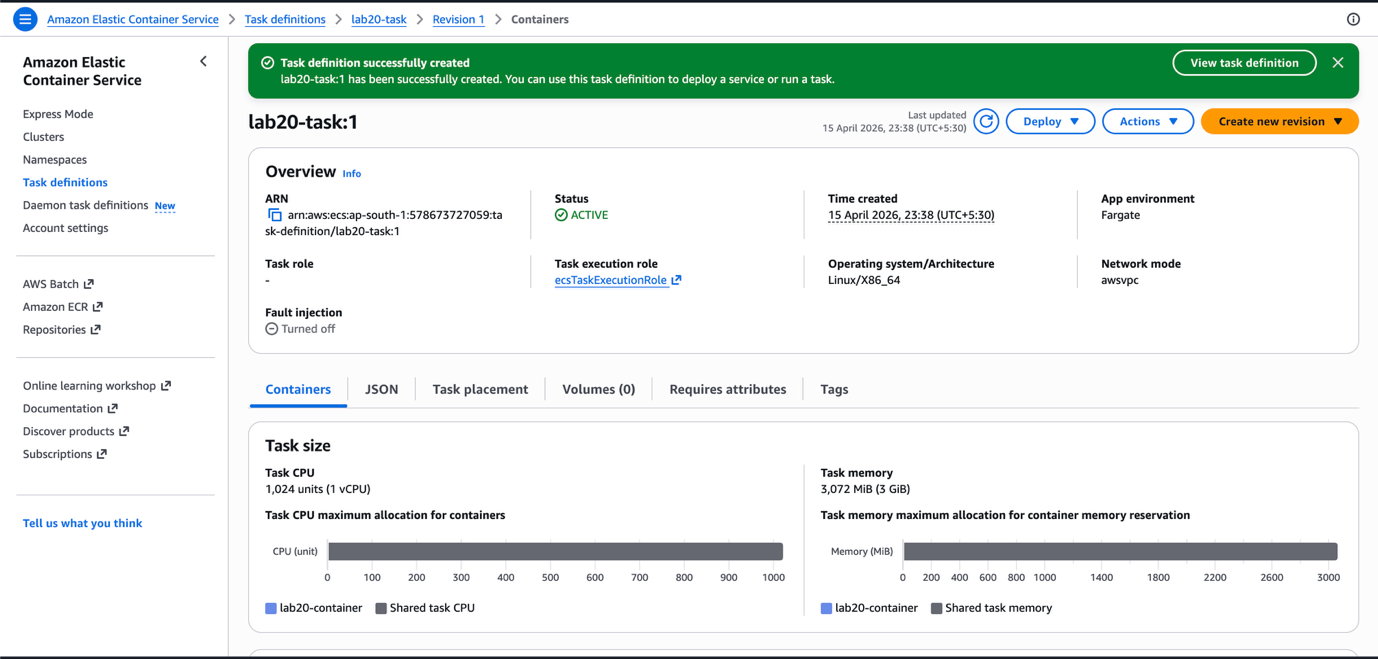 Amazon Elastic Container Service > Task definitions > lab20-task > Revision 1 > Containers
Amazon Elastic
Container Service
Express Mode
Clusters
Namespaces
Task definitions
Daemon task definitions New
Account settings
AWS Batch
Amazon ECR
Repositories
Online learning workshop
Documentation
Discover products
Subscriptions
Tell us what you think
Task definition successfully created
lab20-task:1 has been successfully created. You can use this task definition to deploy a service or run a task.
View task definition
lab20-task:1
Last updated
15 April 2026, 23:38 (UTC+5:30)
Deploy
Actions
Create new revision
Overview Info
ARN
arn:aws:ecs:ap-south-1:578673727059:ta
sk-definition/lab20-task:1
Status
ACTIVE
Time created
15 April 2026, 23:38 (UTC+5:30)
App environment
Fargate
Task role
-
Task execution role
ecsTaskExecutionRole
Operating system/Architecture
Linux/X86_64
Network mode
awsvpc
Fault injection
Turned off
Containers
JSON
Task placement
Volumes (0)
Requires attributes
Tags
Task size
Task CPU
1,024 units (1 vCPU)
Task CPU maximum allocation for containers
CPU (unit)
0 100 200 300 400 500 600 700 800 900 1000
lab20-container Shared task CPU
Task memory
3,072 MiB (3 GiB)
Task memory maximum allocation for container memory reservation
Memory (MiB)
0 200 400 600 800 1000 1400 1800 2200 2600 3000
lab20-container Shared task memory